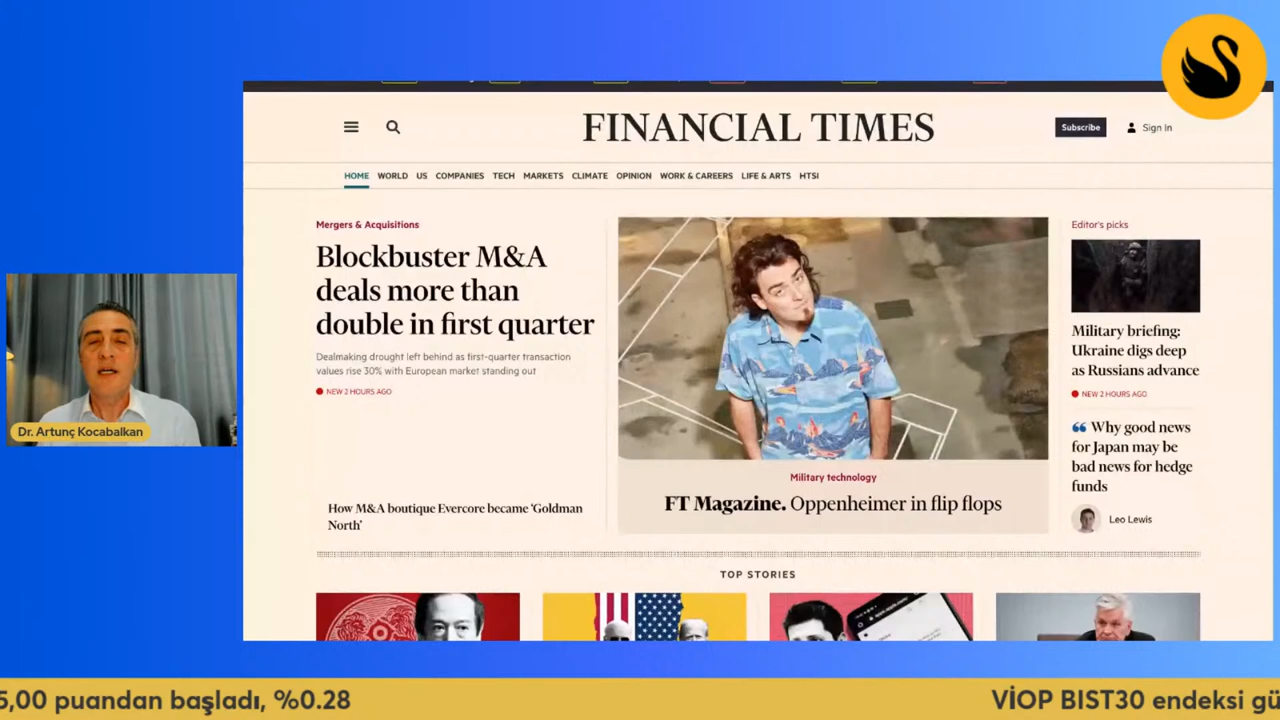 FINANCIAL TIMES
Subscribe
Sign In
HOME WORLD US COMPANIES TECH MARKETS CLIMATE OPINION WORK & CAREERS LIFE & ARTS HTSI
Mergers & Acquisitions
Blockbuster M&A
deals more than
double in first quarter
Dealmaking drought left behind as first-quarter transaction
values rise 30% with European market standing out
NEW 2 HOURS AGO
How M&A boutique Evercore became ‘Goldman
North’
Military technology
FT Magazine. Oppenheimer in flip flops
Editor's picks
Military briefing:
Ukraine digs deep
as Russians advance
NEW 2 HOURS AGO
“ Why good news
for Japan may be
bad news for hedge
funds
Leo Lewis
TOP STORIES
Dr. Artunç Kocabalkan
5,00 puandan başladı, %0.28
VİOP BIST30 endeksi gü